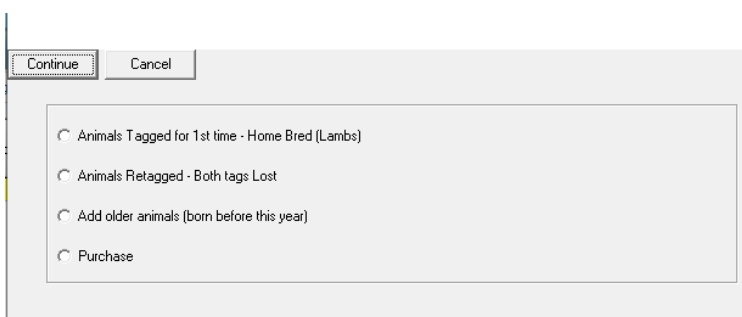 Continue Cancel
Animals Tagged for 1st time - Home Bred (Lambs)
Animals Retagged - Both tags Lost
Add older animals (born before this year)
Purchase